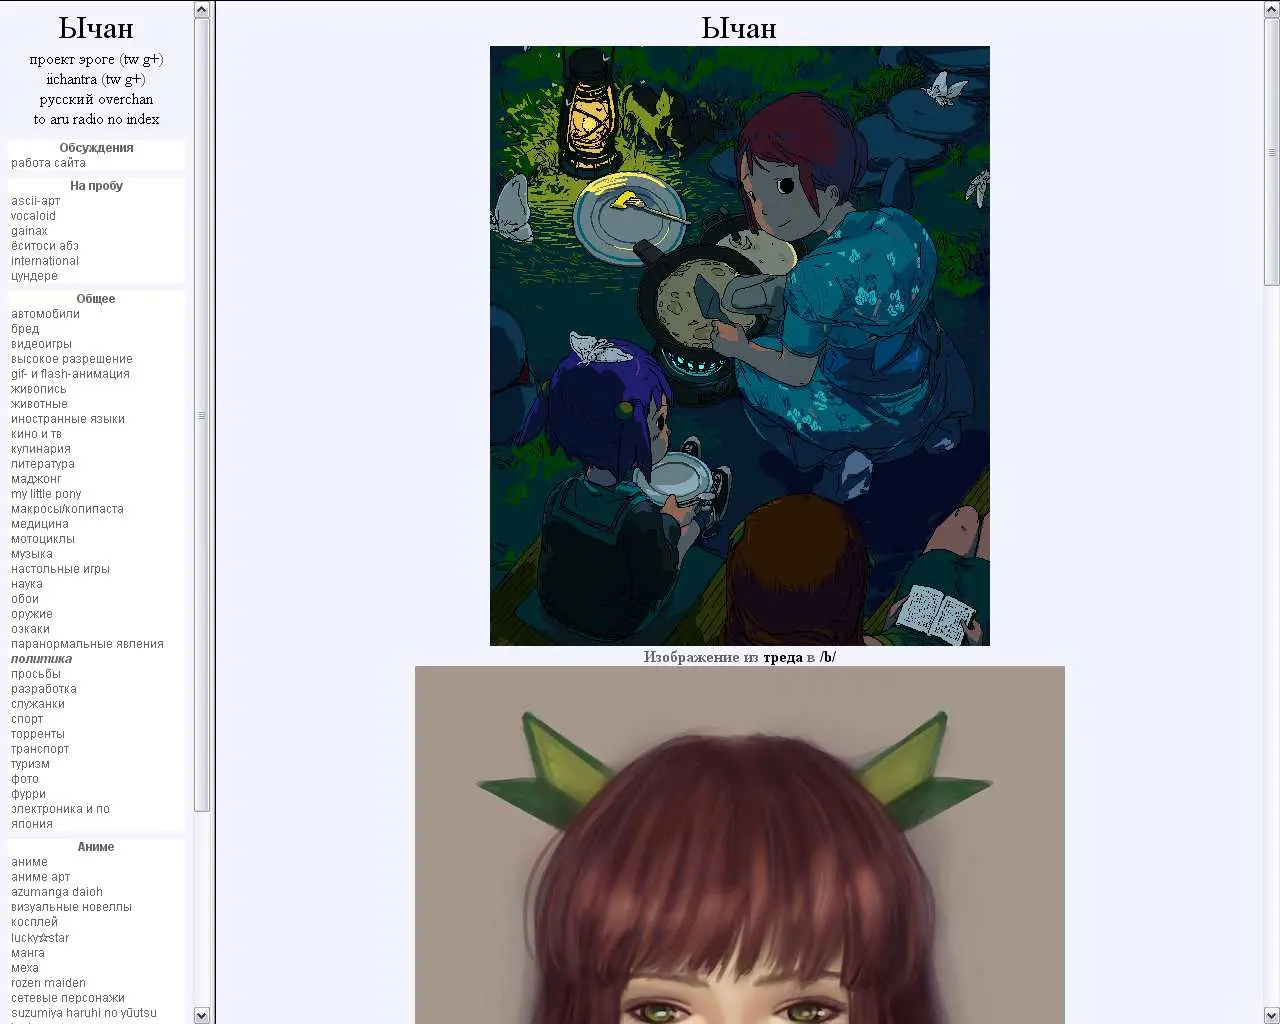 Ычан
проект эроге (tw g+)
iichantra (tw g+)
русский overchan
to aru radio no index
Обсуждения
работа сайта
На пробу
ascii-арт
vocaloid
gainax
ёситоси абэ
international
цундере
Общее
автомобили
бред
видеоигры
высокое разрешение
gif- и flash-анимация
живопись
животные
иностранные языки
кино и тв
кулинария
литература
маджонг
my little pony
макросы/копипаста
медицина
мотоциклы
музыка
настольные игры
наука
обои
оружие
оэкаки
паранормальные явления
политика
просьбы
разработка
служанки
спорт
торренты
транспорт
туризм
фото
фурри
электроника и по
япония
Аниме
аниме
аниме арт
azumanga daioh
визуальные новеллы
косплей
lucky☆star
манга
меха
rozen maiden
сетевые персонажи
suzumiya haruhi no yūutsu
Ычан
Изображение из треда в /b/